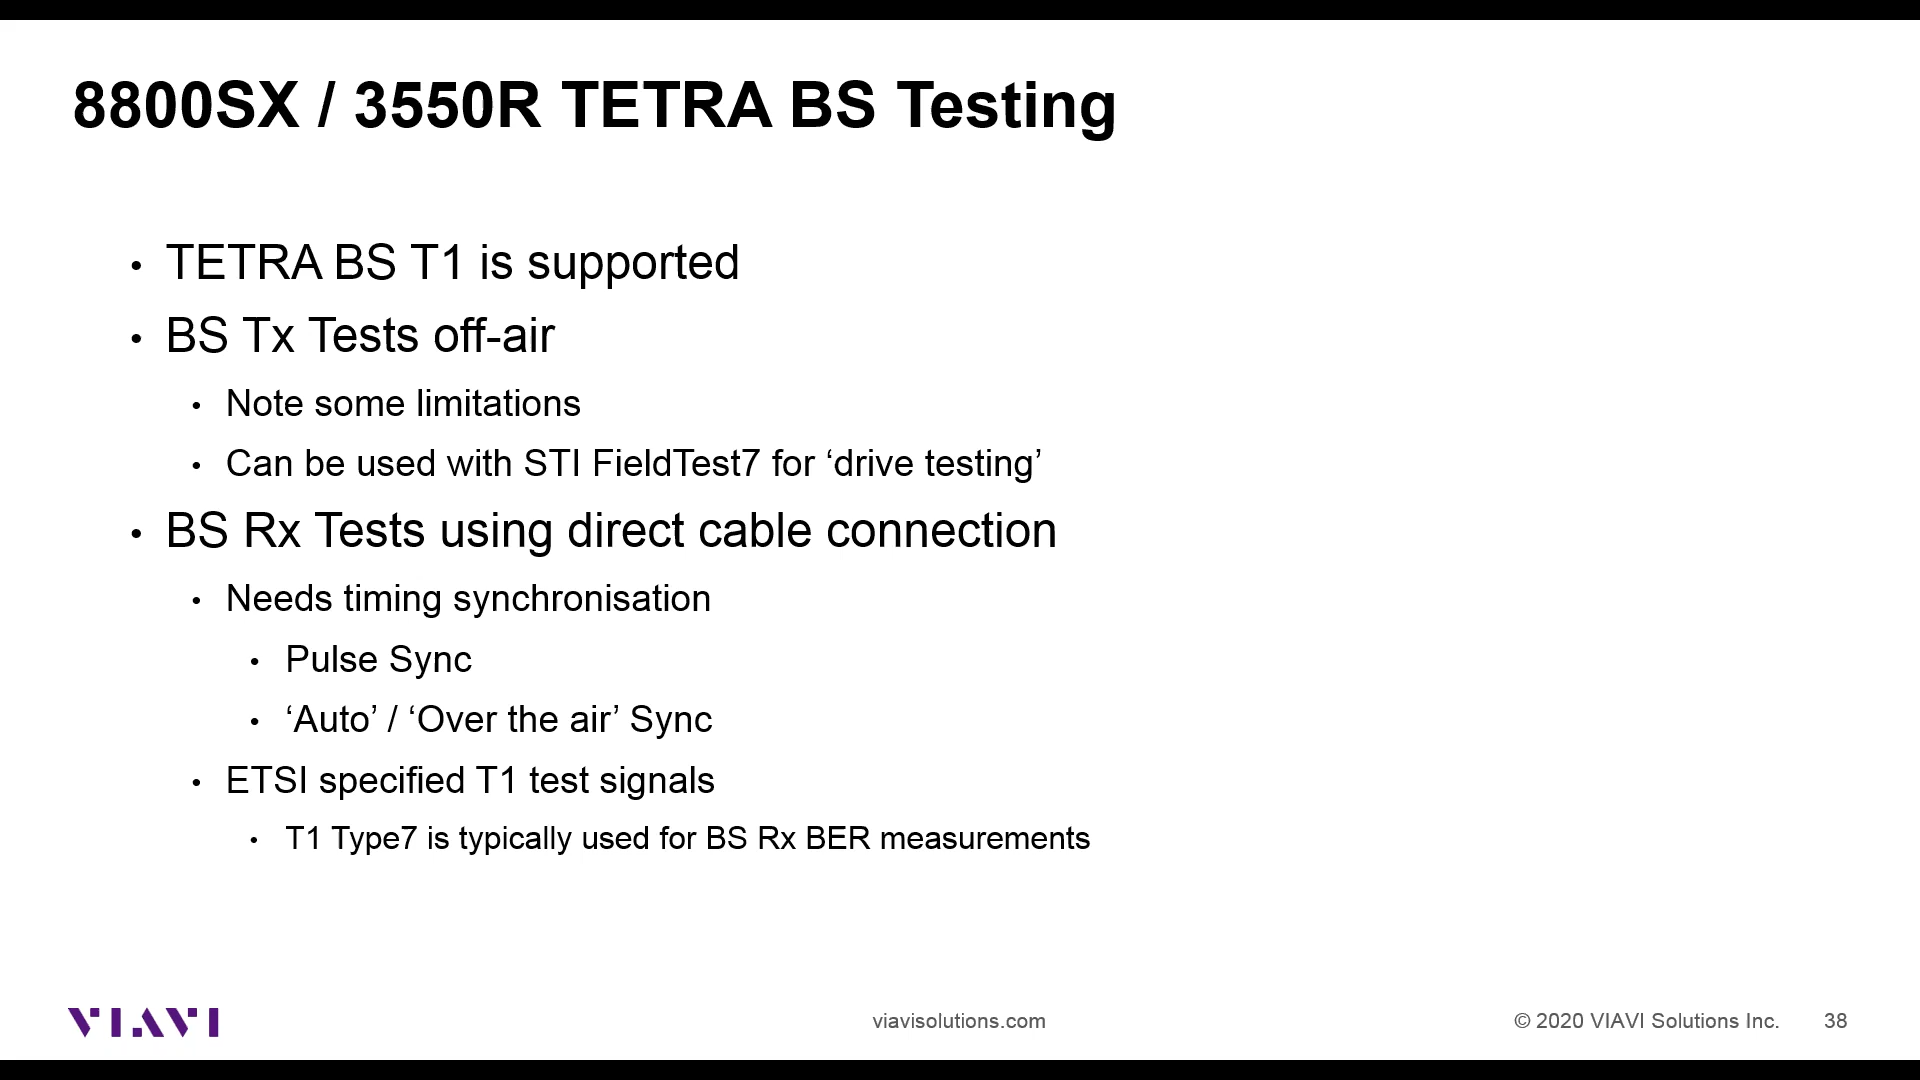 8800SX / 3550R TETRA BS Testing
• TETRA BS T1 is supported
• BS Tx Tests off-air
• Note some limitations
• Can be used with STI FieldTest7 for ‘drive testing’
• BS Rx Tests using direct cable connection
• Needs timing synchronisation
• Pulse Sync
• ‘Auto’ / ‘Over the air’ Sync
• ETSI specified T1 test signals
• T1 Type7 is typically used for BS Rx BER measurements
VIAVI
viavisolutions.com
© 2020 VIAVI Solutions Inc.
38